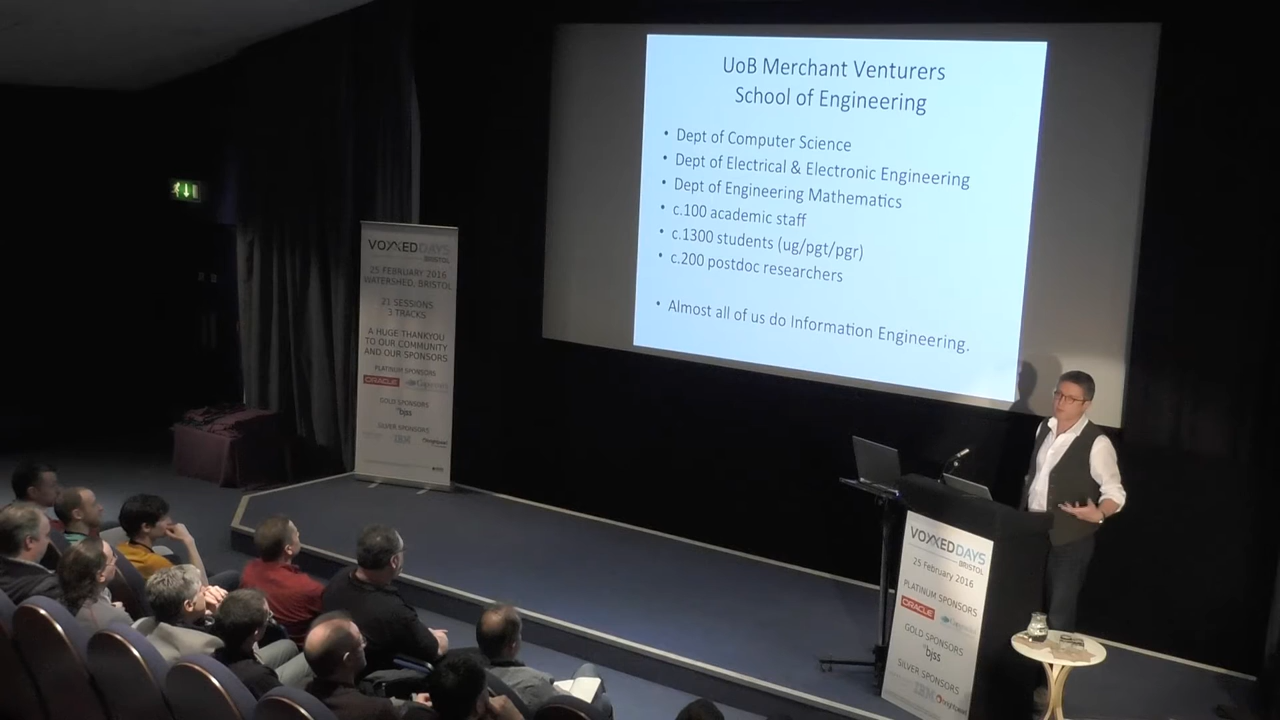 UoB Merchant Venturers
School of Engineering
• Dept of Computer Science
• Dept of Electrical & Electronic Engineering
• Dept of Engineering Mathematics
• c.100 academic staff
• c.1300 students (ug/pgt/pgr)
• c.200 postdoc researchers
• Almost all of us do Information Engineering.
VOXXEDDAYS
BRISTOL
25 FEBRUARY 2016
WATERSHED, BRISTOL
21 SESSIONS
3 TRACKS
A HUGE THANKYOU
TO OUR COMMUNITY
AND OUR SPONSORS
PLATINUM SPONSORS
ORACLE Capgemini
GOLD SPONSORS
bjss
SILVER SPONSORS
IBM
VOXXEDDAYS
BRISTOL
25 February 2016
PLATINUM SPONSORS
ORACLE Capgemini
GOLD SPONSORS
bjss
SILVER SPONSORS
IBM